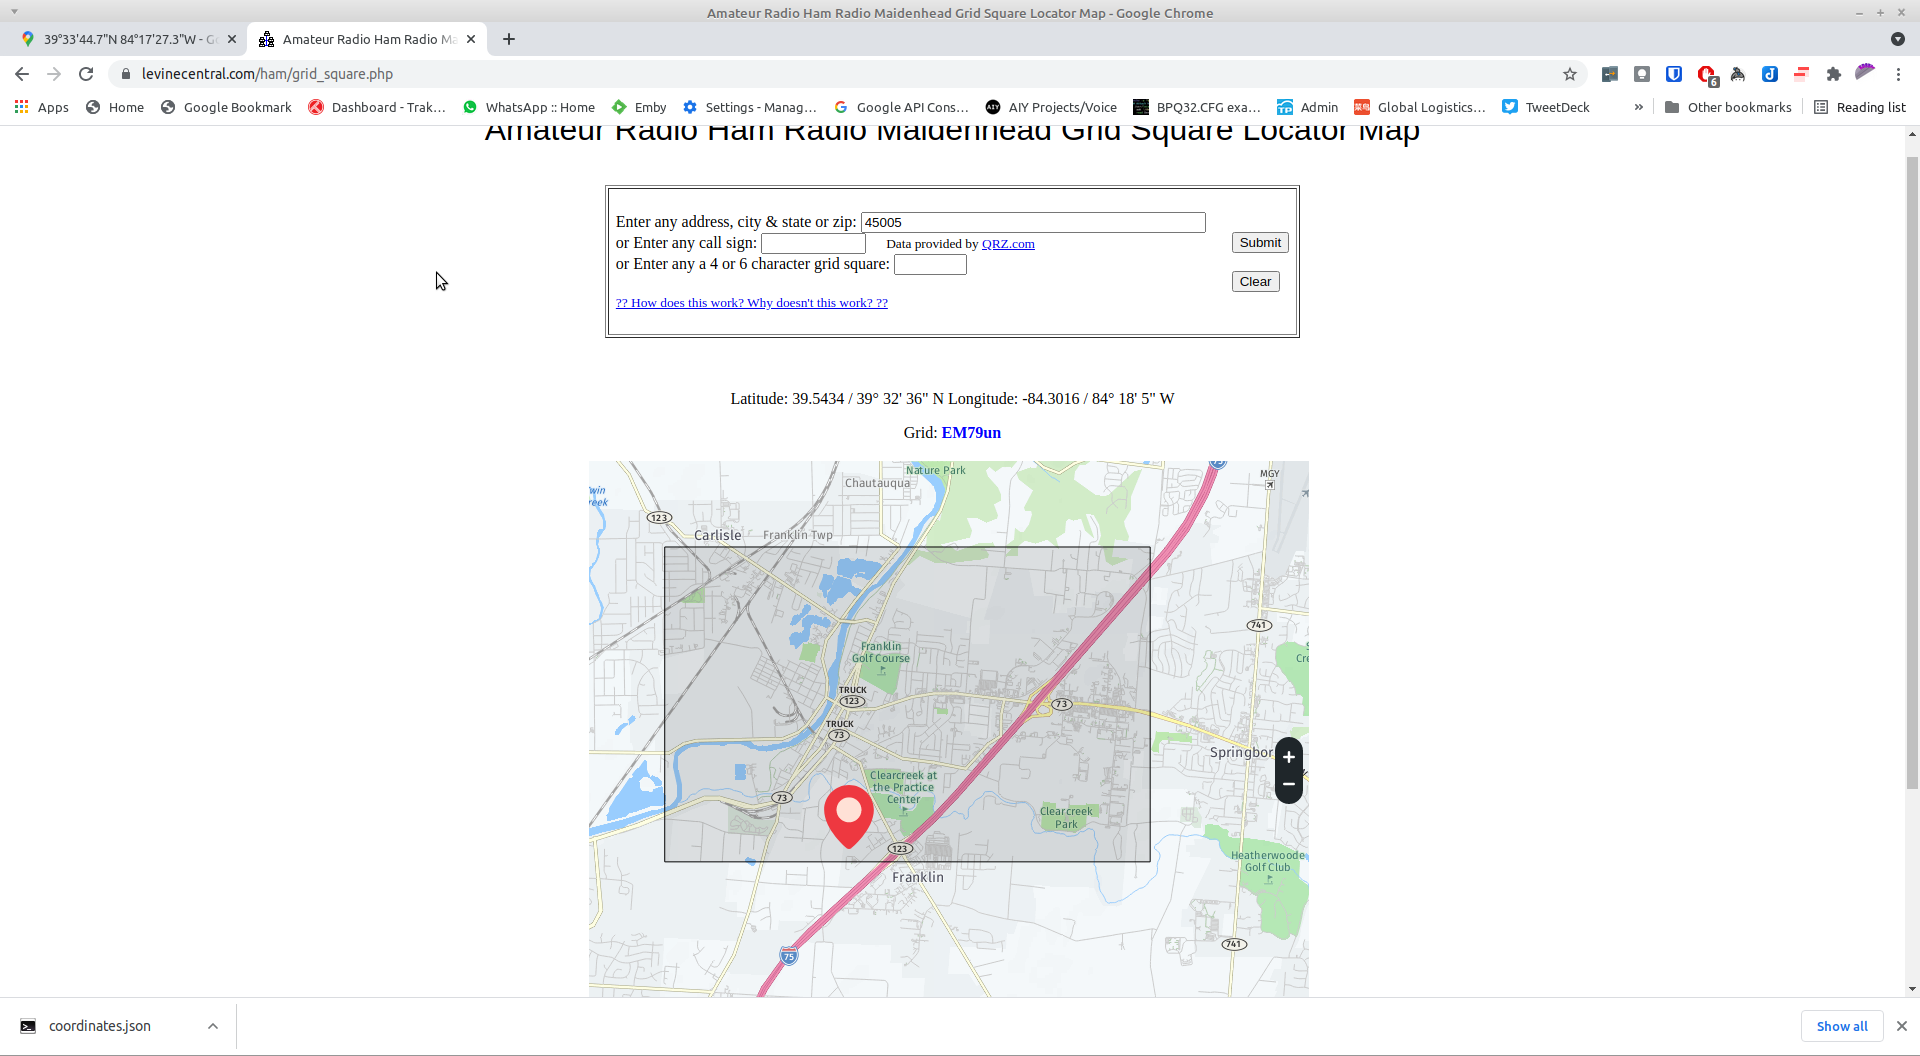 Amateur Radio Ham Radio Maidenhead Grid Square Locator Map - Google Chrome
39°33'44.7"N 84°17'27.3"W - G
Amateur Radio Ham Radio Ma
levinecentral.com/ham/grid_square.php
6
Apps
Home
Google Bookmark
Dashboard - Trak…
WhatsApp :: Home
Emby
Settings - Manag…
Google API Cons…
AIY Projects/Voice
BPQ32.CFG exa…
Admin
Global Logistics…
TweetDeck
»
Other bookmarks
Reading list
Amateur Radio Ham Radio Maidenhead Grid Square Locator Map
Enter any address, city & state or zip: 45005
or Enter any call sign:
Data provided by QRZ.com
Submit
or Enter any a 4 or 6 character grid square:
Clear
?? How does this work? Why doesn't this work? ??
Latitude: 39.5434 / 39° 32' 36" N Longitude: -84.3016 / 84° 18' 5" W
Grid: EM79un
Nature Park
Chautauqua
MGY
123
Carlisle
Franklin Twp
741
Franklin
Golf Course
TRUCK
123
73
TRUCK
73
Springbor
Clearcreek at
the Practice
Center
73
Clearcreek
Park
123
Franklin
Heatherwoode
Golf Club
741
75
coordinates.json
Show all